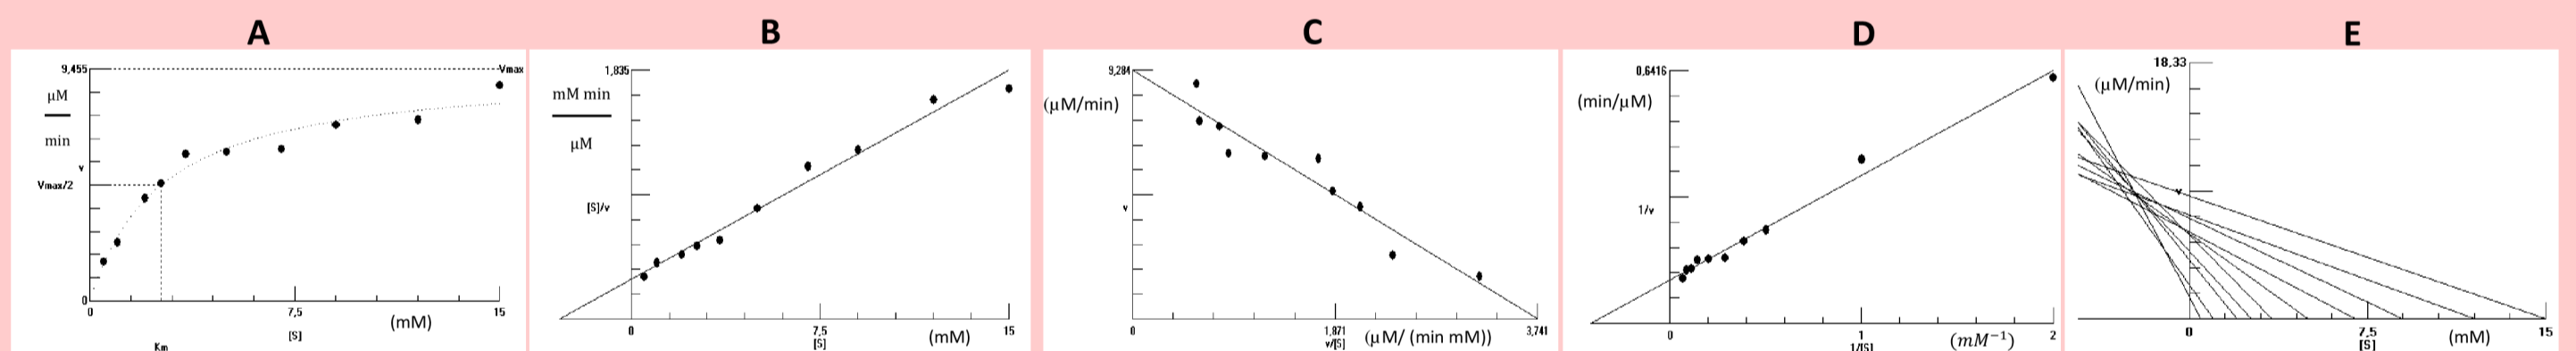 A
9,455
Vmax
μM
min
v
Vmax/2
0
0
7,5
15
[S]
(mM)
Km
B
1,835
mM min
μM
[S]/v
0
7,5
15
[S]
(mM)
C
9,284
(μM/min)
v
0
1,871
3,741
v/[S]
(μM/ (min mM))
D
0,6416
(min/μM)
1/v
0
1
2
1/[S]
(mM⁻¹)
E
18,33
(μM/min)
v
0
7,5
15
[S]
(mM)